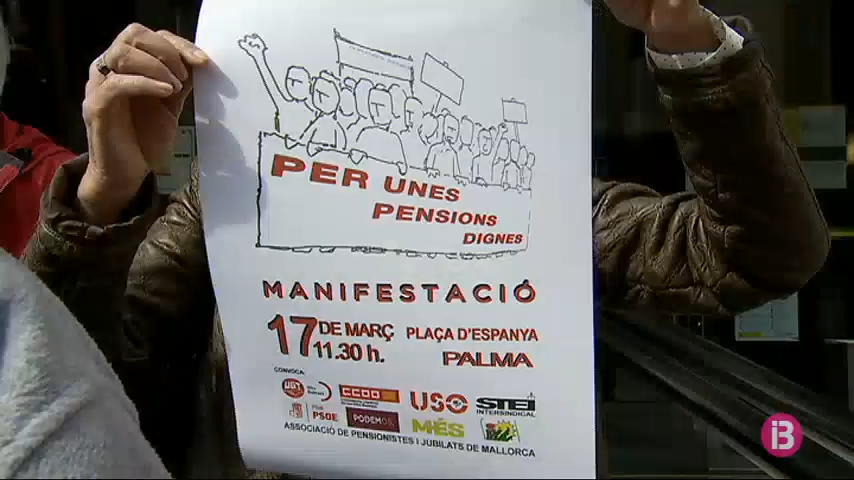 PER UNES
PENSIONS
DIGNES
MANIFESTACIÓ
17 DE MARÇ
11.30 h.
PLAÇA D'ESPANYA
PALMA
CONVOCA:
UGT
CCOO
USO
STEI
INTERSINDICAL
PSOE
PODEMOS.
MÉS
ASSOCIACIÓ DE PENSIONISTES I JUBILATS DE MALLORCA
iB